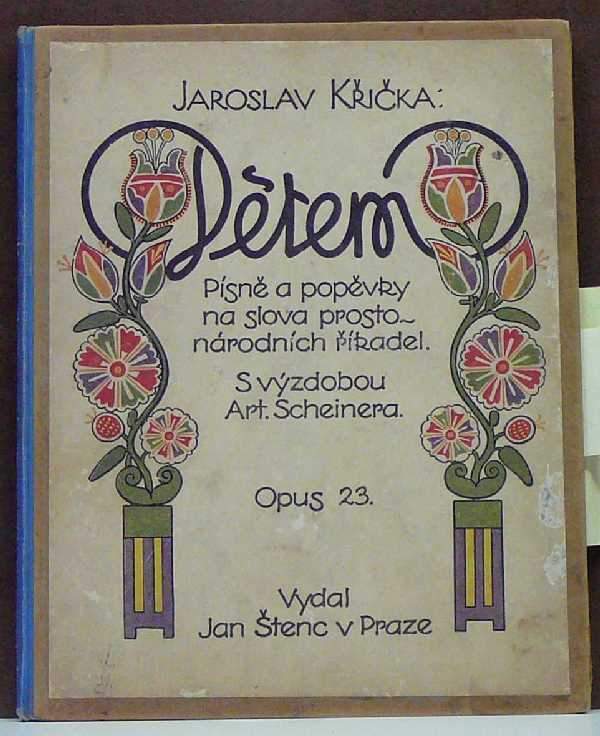 JAROSLAV KŘIČKA:
Dětem
Písně a popěvky
na slova prosto~
národních říkadel.
S výzdobou
Art. Scheinera.
Opus 23.
Vydal
Jan Štenc v Praze